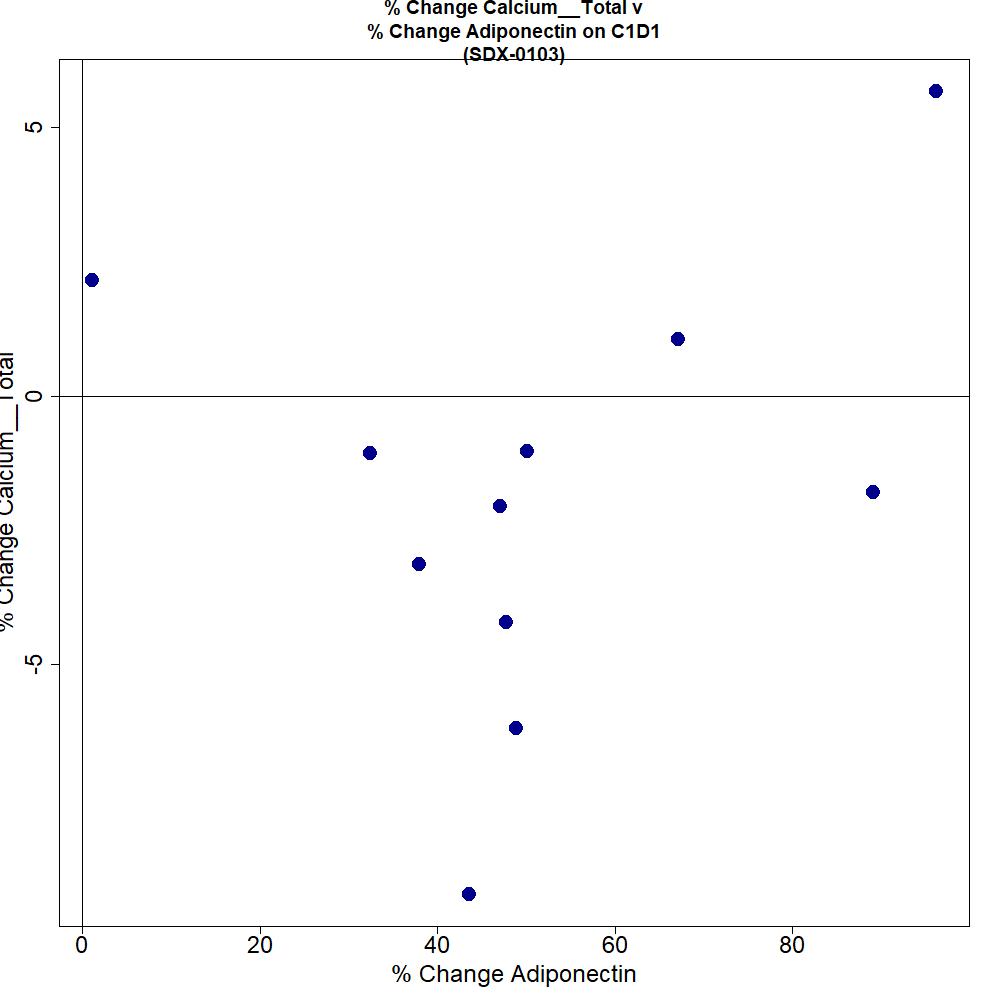 % Change Calcium__Total v
% Change Adiponectin on C1D1
(SDX-0103)
5
0
-5
% Change Calcium__Total
0
20
40
60
80
% Change Adiponectin